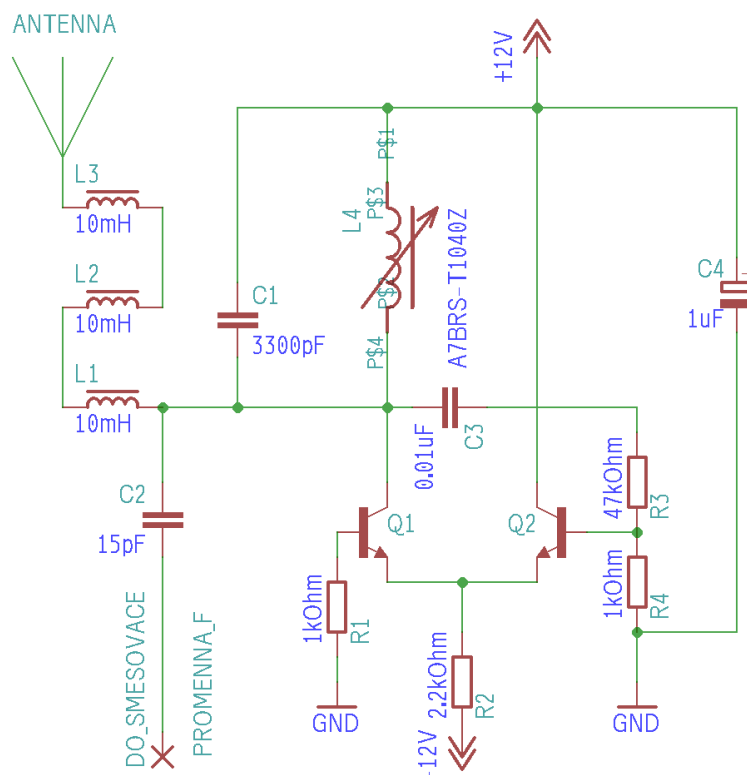 ANTENNA
+12V
P$1
L3
10mH
L4
P$3
L2
10mH
C1
3300pF
A7BRS-T1040Z
C4
1uF
P$4
L1
10mH
0.01uF
C3
C2
15pF
Q1
Q2
47kOhm
R3
1kOhm
R1
1kOhm
R4
DO_SMESOVACE
PROMENNA_F
2.2kOhm
R2
GND
GND
-12V